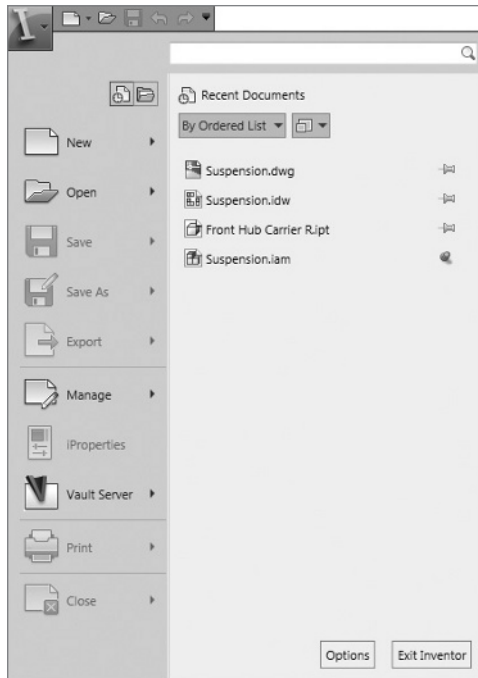 Recent Documents
By Ordered List
Suspension.dwg
Suspension.idw
Front Hub Carrier R.ipt
Suspension.iam
New
Open
Save
Save As
Export
Manage
iProperties
Vault Server
Print
Close
Options
Exit Inventor